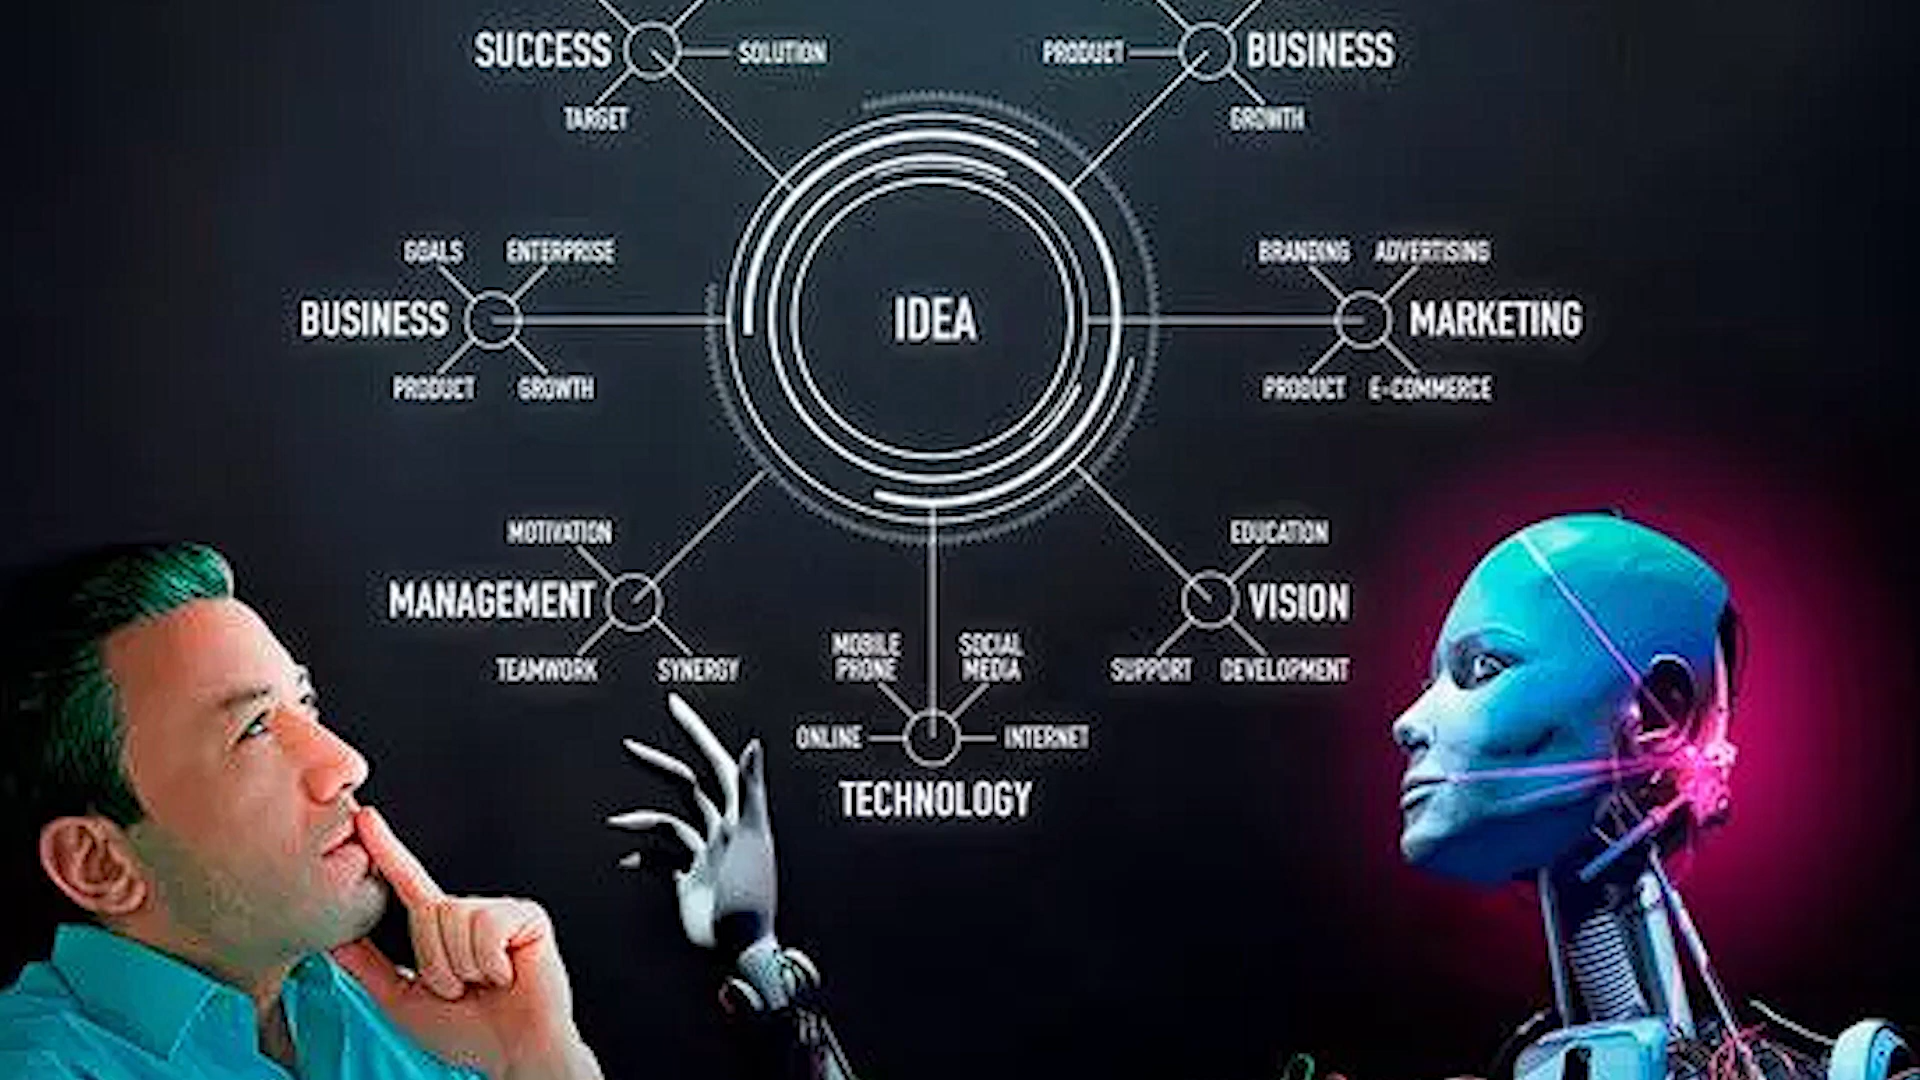 SUCCESS
SOLUTION
TARGET
PRODUCT
BUSINESS
GROWTH
GOALS
ENTERPRISE
BUSINESS
PRODUCT
GROWTH
IDEA
BRANDING
ADVERTISING
MARKETING
PRODUCT
E-COMMERCE
MOTIVATION
MANAGEMENT
TEAMWORK
SYNERGY
MOBILE
PHONE
SOCIAL
MEDIA
ONLINE
INTERNET
TECHNOLOGY
EDUCATION
VISION
SUPPORT
DEVELOPMENT